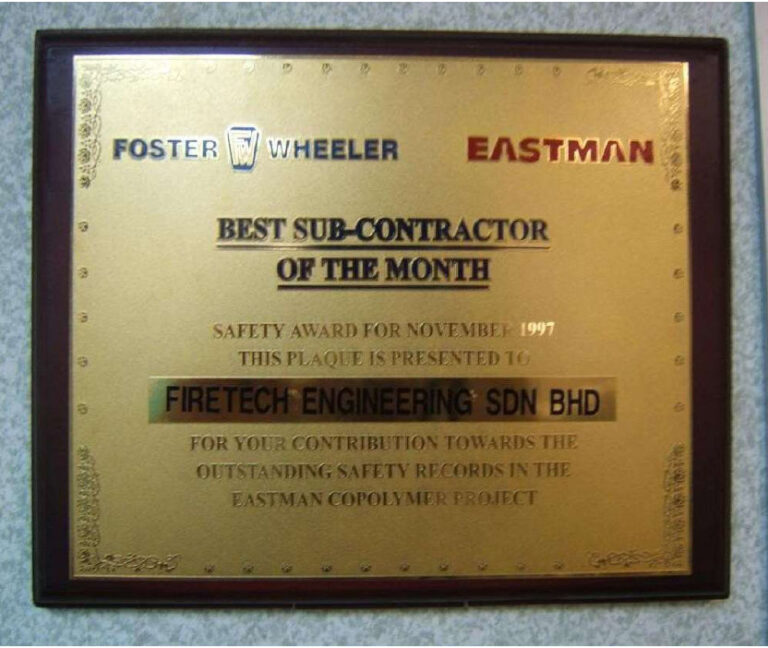 FOSTER FW WHEELER EASTMAN
BEST SUB-CONTRACTOR
OF THE MONTH
SAFETY AWARD FOR NOVEMBER 1997
THIS PLAQUE IS PRESENTED TO
FIRETECH ENGINEERING SDN BHD
FOR YOUR CONTRIBUTION TOWARDS THE
OUTSTANDING SAFETY RECORDS IN THE
EASTMAN COPOLYMER PROJECT